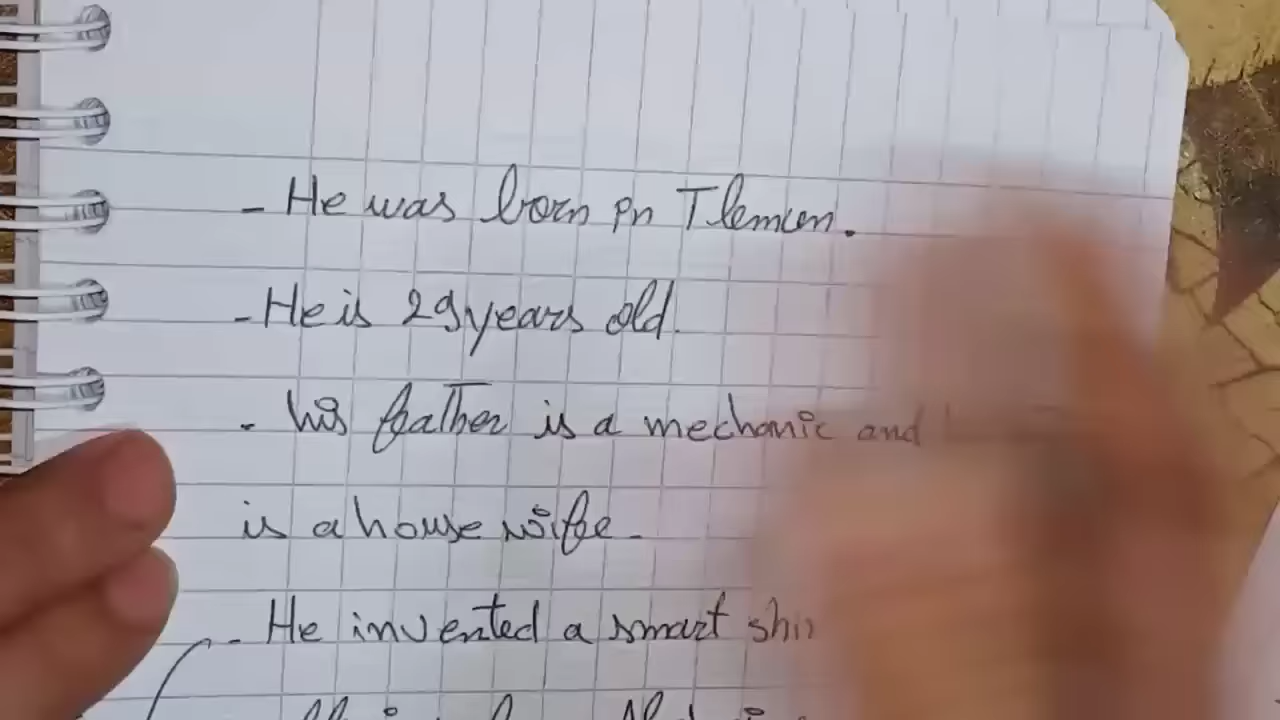 - He was born in Tlemcen.
- He is 29 years old.
- his father is a mechanic and
is a house wife.
- He invented a smart